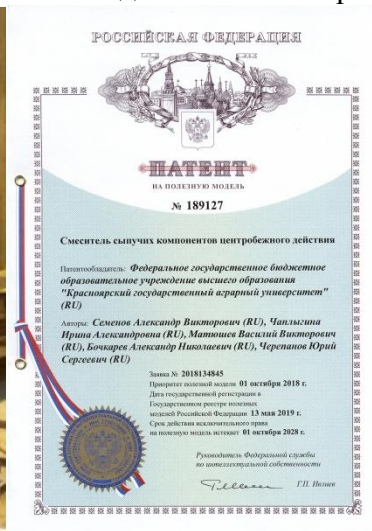 РОССИЙСКАЯ ФЕДЕРАЦИЯ
ПАТЕНТ
НА ПОЛЕЗНУЮ МОДЕЛЬ
№ 189127
Смеситель сыпучих компонентов центробежного действия
Патентообладатель: Федеральное государственное бюджетное
образовательное учреждение высшего образования
"Красноярский государственный аграрный университет"
(RU)
Авторы: Семенов Александр Викторович (RU), Чаплыгина
Ирина Александровна (RU), Матюшев Василий Викторович
(RU), Бочкарев Александр Николаевич (RU), Черепанов Юрий
Сергеевич (RU)
Заявка № 2018134845
Приоритет полезной модели 01 октября 2018 г.
Дата государственной регистрации в
Государственном реестре полезных
моделей Российской Федерации 13 мая 2019 г.
Срок действия исключительного права
на полезную модель истекает 01 октября 2028 г.
Руководитель Федеральной службы
по интеллектуальной собственности
Г.П. Ивлиев